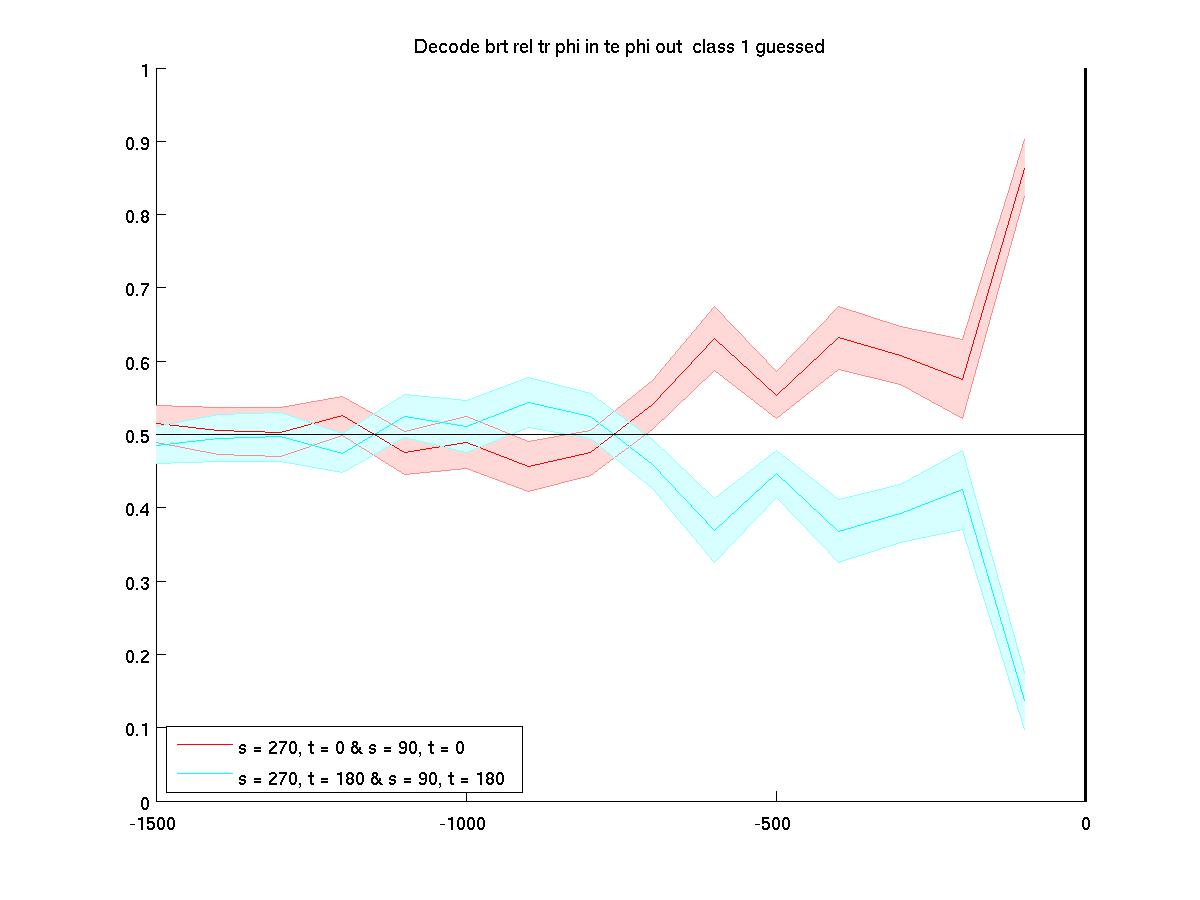 Decode brt rel tr phi in te phi out  class 1 guessed
1
0.9
0.8
0.7
0.6
0.5
0.4
0.3
0.2
0.1
0
s = 270, t = 0 & s = 90, t = 0
s = 270, t = 180 & s = 90, t = 180
-1500 -1000 -500 0